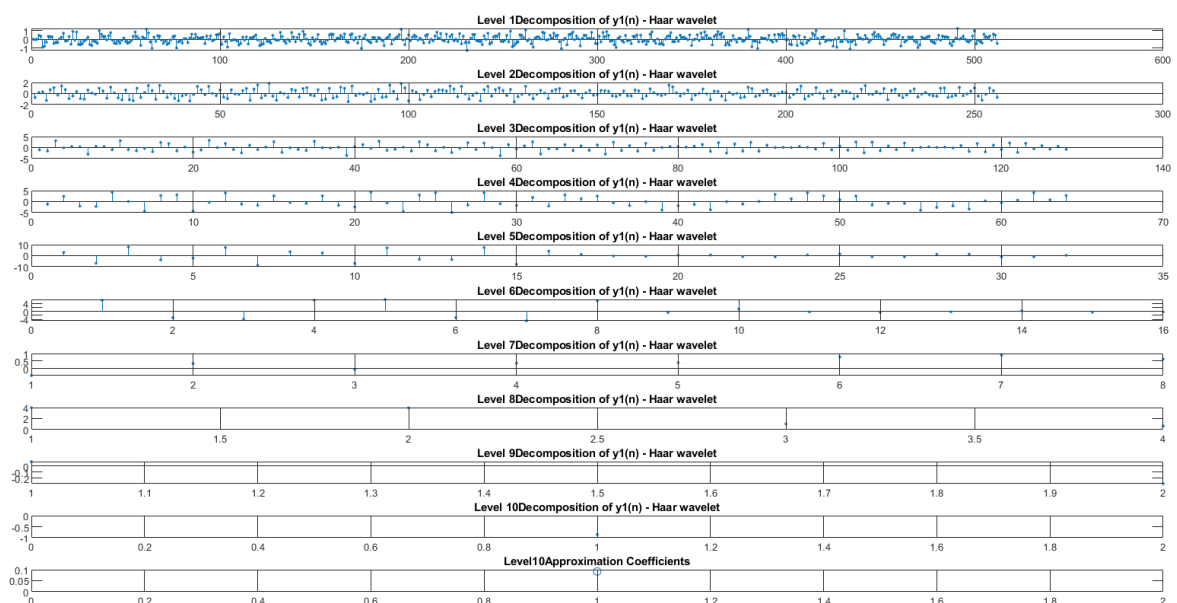 Level 1Decomposition of y1(n) - Haar wavelet
1
0
-1
0 100 200 300 400 500 600
Level 2Decomposition of y1(n) - Haar wavelet
2
0
-2
0 50 100 150 200 250 300
Level 3Decomposition of y1(n) - Haar wavelet
5
0
-5
0 20 40 60 80 100 120 140
Level 4Decomposition of y1(n) - Haar wavelet
5
0
-5
0 10 20 30 40 50 60 70
Level 5Decomposition of y1(n) - Haar wavelet
10
0
-10
0 5 10 15 20 25 30 35
Level 6Decomposition of y1(n) - Haar wavelet
4
0
-4
0 2 4 6 8 10 12 14 16
Level 7Decomposition of y1(n) - Haar wavelet
1
0.5
0
1 2 3 4 5 6 7 8
Level 8Decomposition of y1(n) - Haar wavelet
4
2
0
1 1.5 2 2.5 3 3.5 4
Level 9Decomposition of y1(n) - Haar wavelet
0
-0.1
-0.2
1 1.1 1.2 1.3 1.4 1.5 1.6 1.7 1.8 1.9 2
Level 10Decomposition of y1(n) - Haar wavelet
0
-0.5
-1
0 0.2 0.4 0.6 0.8 1 1.2 1.4 1.6 1.8 2
Level10Approximation Coefficients
0.1
0.05
0
0 0.2 0.4 0.6 0.8 1 1.2 1.4 1.6 1.8 2